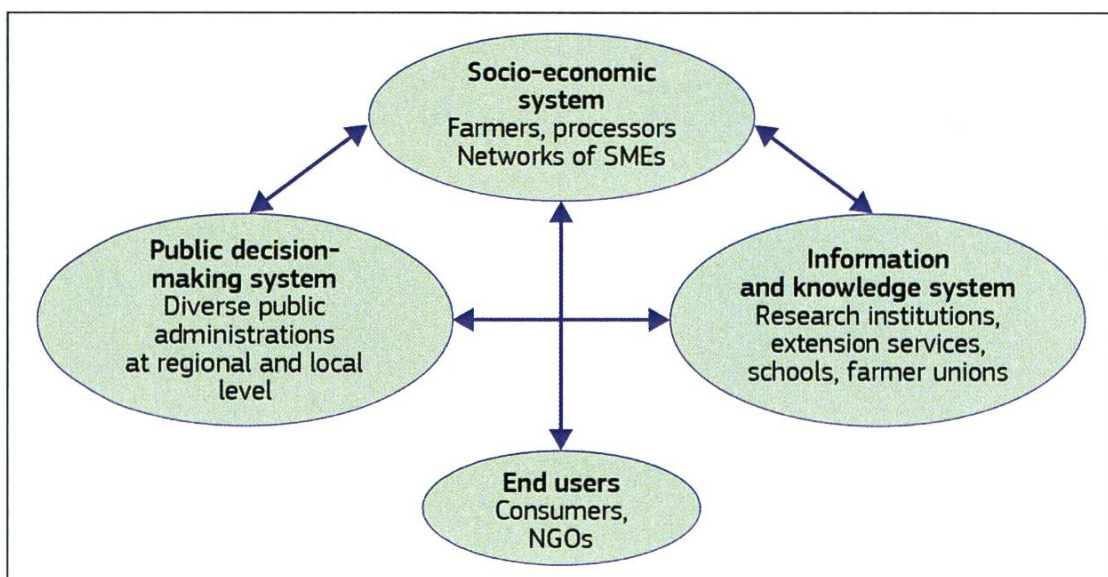 Socio-economic
system
Farmers, processors
Networks of SMEs
Public decision-
making system
Diverse public
administrations
at regional and local
level
Information
and knowledge system
Research institutions,
extension services,
schools, farmer unions
End users
Consumers,
NGOs